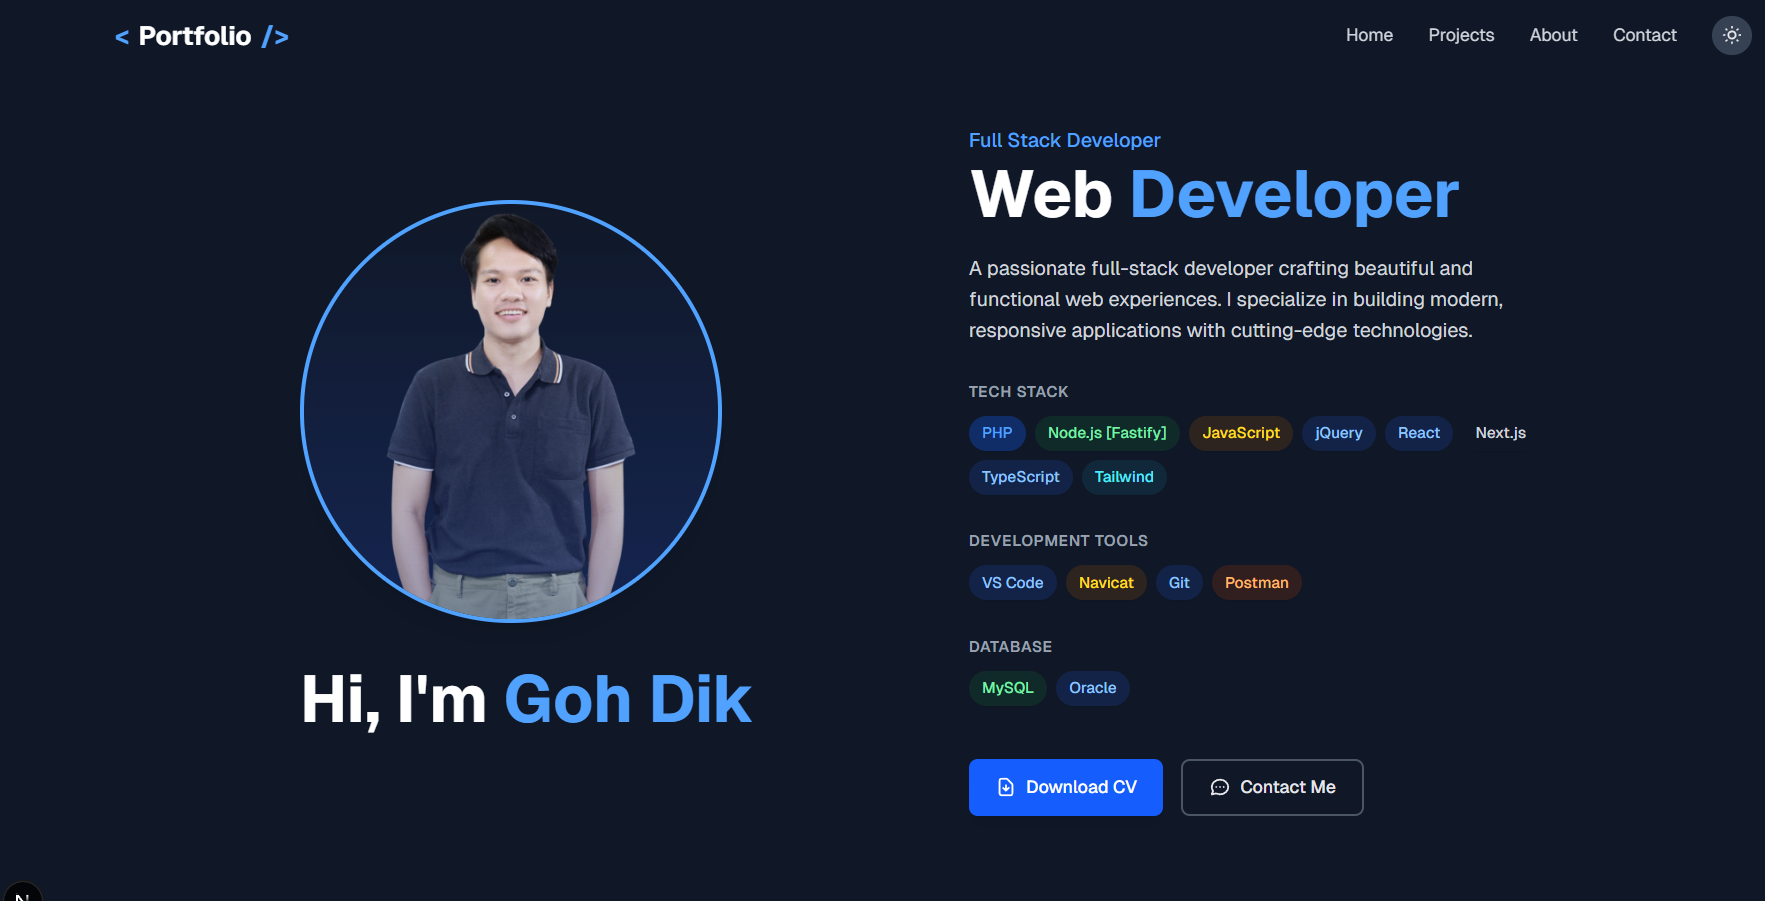 < Portfolio />
Home Projects About Contact
Full Stack Developer
Web Developer
A passionate full-stack developer crafting beautiful and
functional web experiences. I specialize in building modern,
responsive applications with cutting-edge technologies.
TECH STACK
PHP Node.js [Fastify] JavaScript jQuery React Next.js
TypeScript Tailwind
DEVELOPMENT TOOLS
VS Code Navicat Git Postman
DATABASE
MySQL Oracle
Download CV Contact Me
Hi, I'm Goh Dik
N